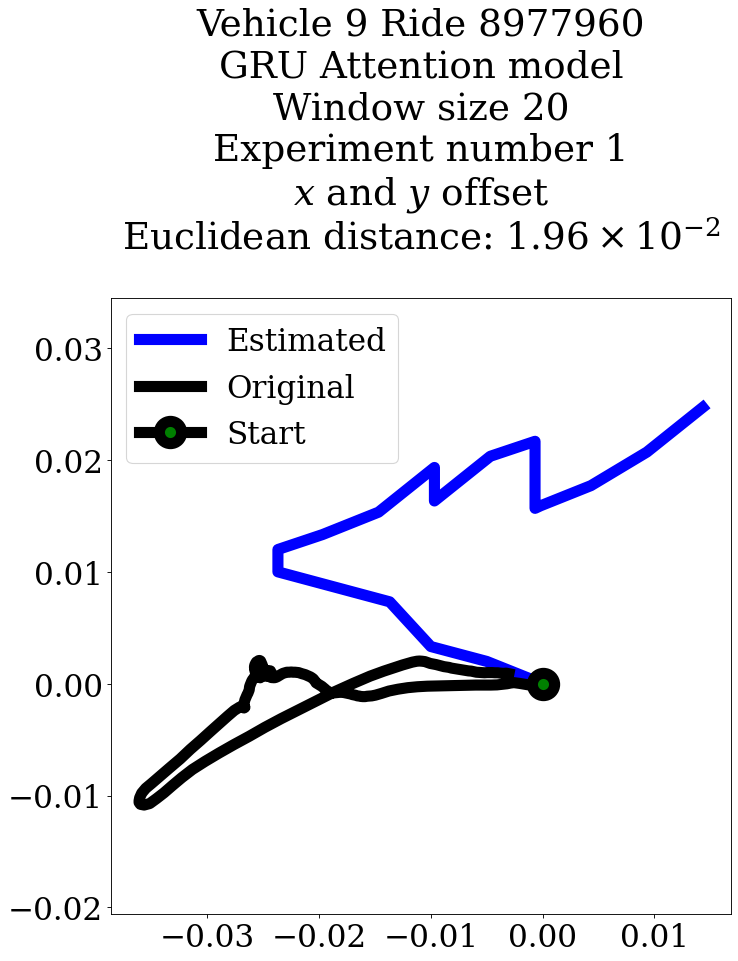 Vehicle 9 Ride 8977960
GRU Attention model
Window size 20
Experiment number 1
x and y offset
Euclidean distance: 1.96 × 10⁻²
Estimated
Original
Start
0.03
0.02
0.01
0.00
−0.01
−0.02
−0.03 −0.02 −0.01 0.00 0.01